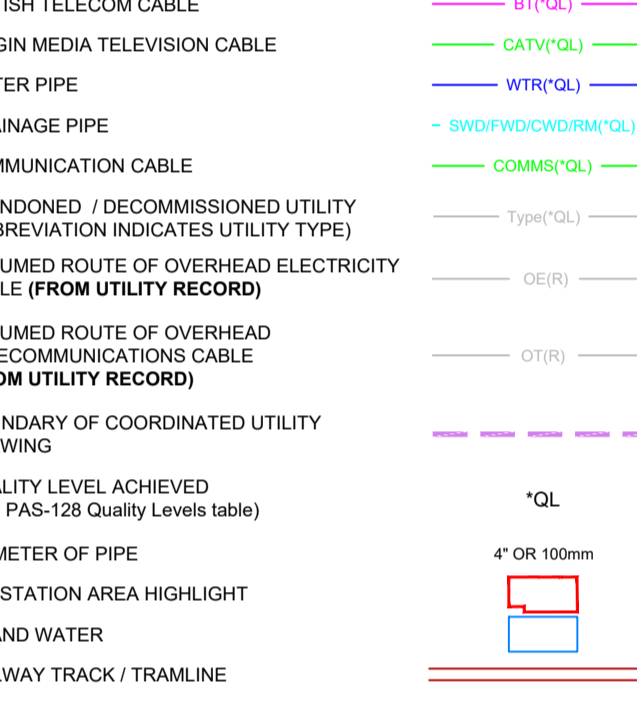 ISH TELECOM CABLE BT(*QL)
GIN MEDIA TELEVISION CABLE CATV(*QL)
TER PIPE WTR(*QL)
AINAGE PIPE SWD/FWD/CWD/RM(*QL)
MMUNICATION CABLE COMMS(*QL)
NDONED / DECOMMISSIONED UTILITY Type(*QL)
BREVIATION INDICATES UTILITY TYPE)
UMED ROUTE OF OVERHEAD ELECTRICITY OE(R)
LE (FROM UTILITY RECORD)
UMED ROUTE OF OVERHEAD
ECOMMUNICATIONS CABLE OT(R)
OM UTILITY RECORD)
NDARY OF COORDINATED UTILITY
WING
LITY LEVEL ACHIEVED *QL
PAS-128 Quality Levels table)
METER OF PIPE 4" OR 100mm
STATION AREA HIGHLIGHT
AND WATER
LWAY TRACK / TRAMLINE